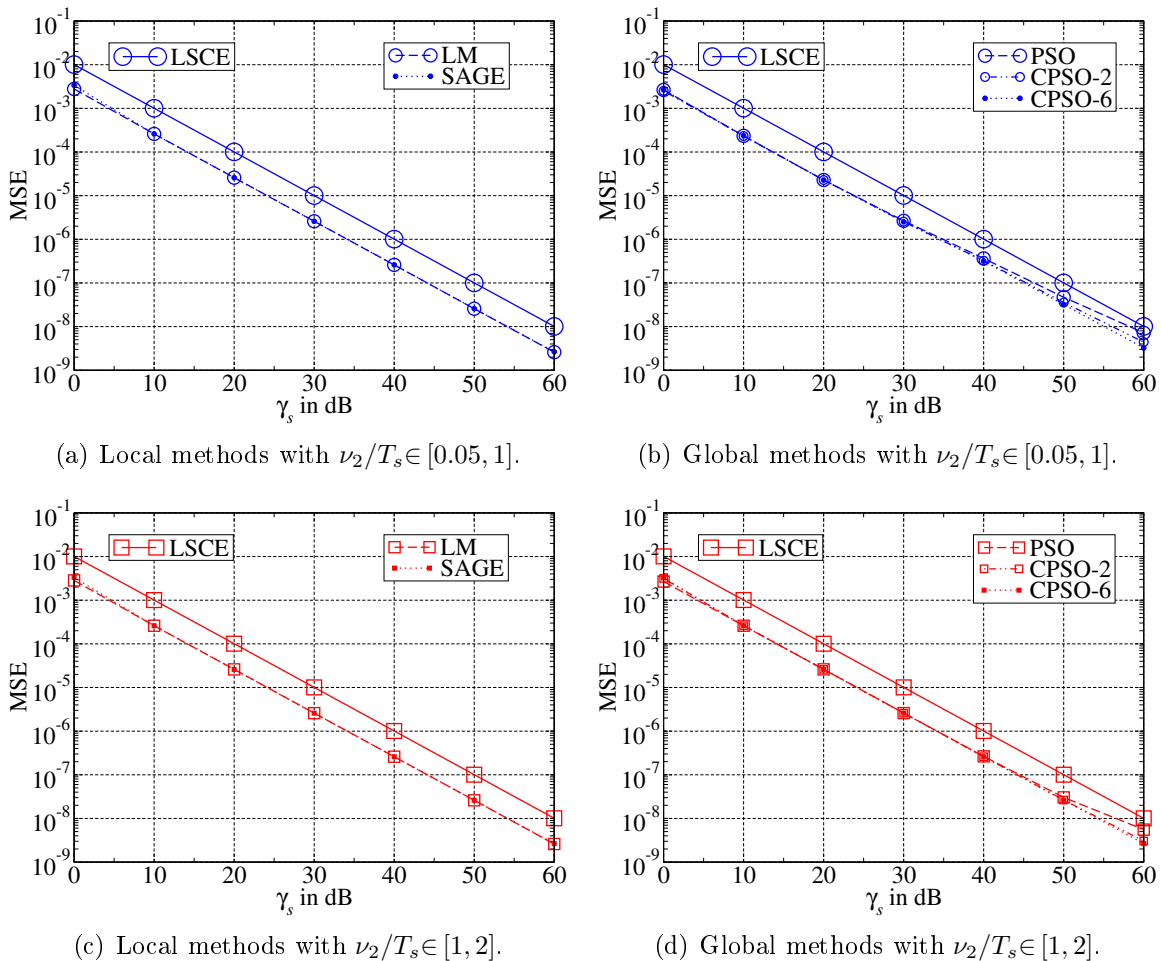 10⁻¹
10⁻²
10⁻³
10⁻⁴
10⁻⁵
10⁻⁶
10⁻⁷
10⁻⁸
10⁻⁹
MSE
LSCE
LM
SAGE
0 10 20 30 40 50 60
γₛ in dB
(a) Local methods with ν₂/Tₛ∈[0.05, 1].
10⁻¹
10⁻²
10⁻³
10⁻⁴
10⁻⁵
10⁻⁶
10⁻⁷
10⁻⁸
10⁻⁹
MSE
LSCE
PSO
CPSO-2
CPSO-6
0 10 20 30 40 50 60
γₛ in dB
(b) Global methods with ν₂/Tₛ∈[0.05, 1].
10⁻¹
10⁻²
10⁻³
10⁻⁴
10⁻⁵
10⁻⁶
10⁻⁷
10⁻⁸
10⁻⁹
MSE
LSCE
LM
SAGE
0 10 20 30 40 50 60
γₛ in dB
(c) Local methods with ν₂/Tₛ∈[1, 2].
10⁻¹
10⁻²
10⁻³
10⁻⁴
10⁻⁵
10⁻⁶
10⁻⁷
10⁻⁸
10⁻⁹
MSE
LSCE
PSO
CPSO-2
CPSO-6
0 10 20 30 40 50 60
γₛ in dB
(d) Global methods with ν₂/Tₛ∈[1, 2].